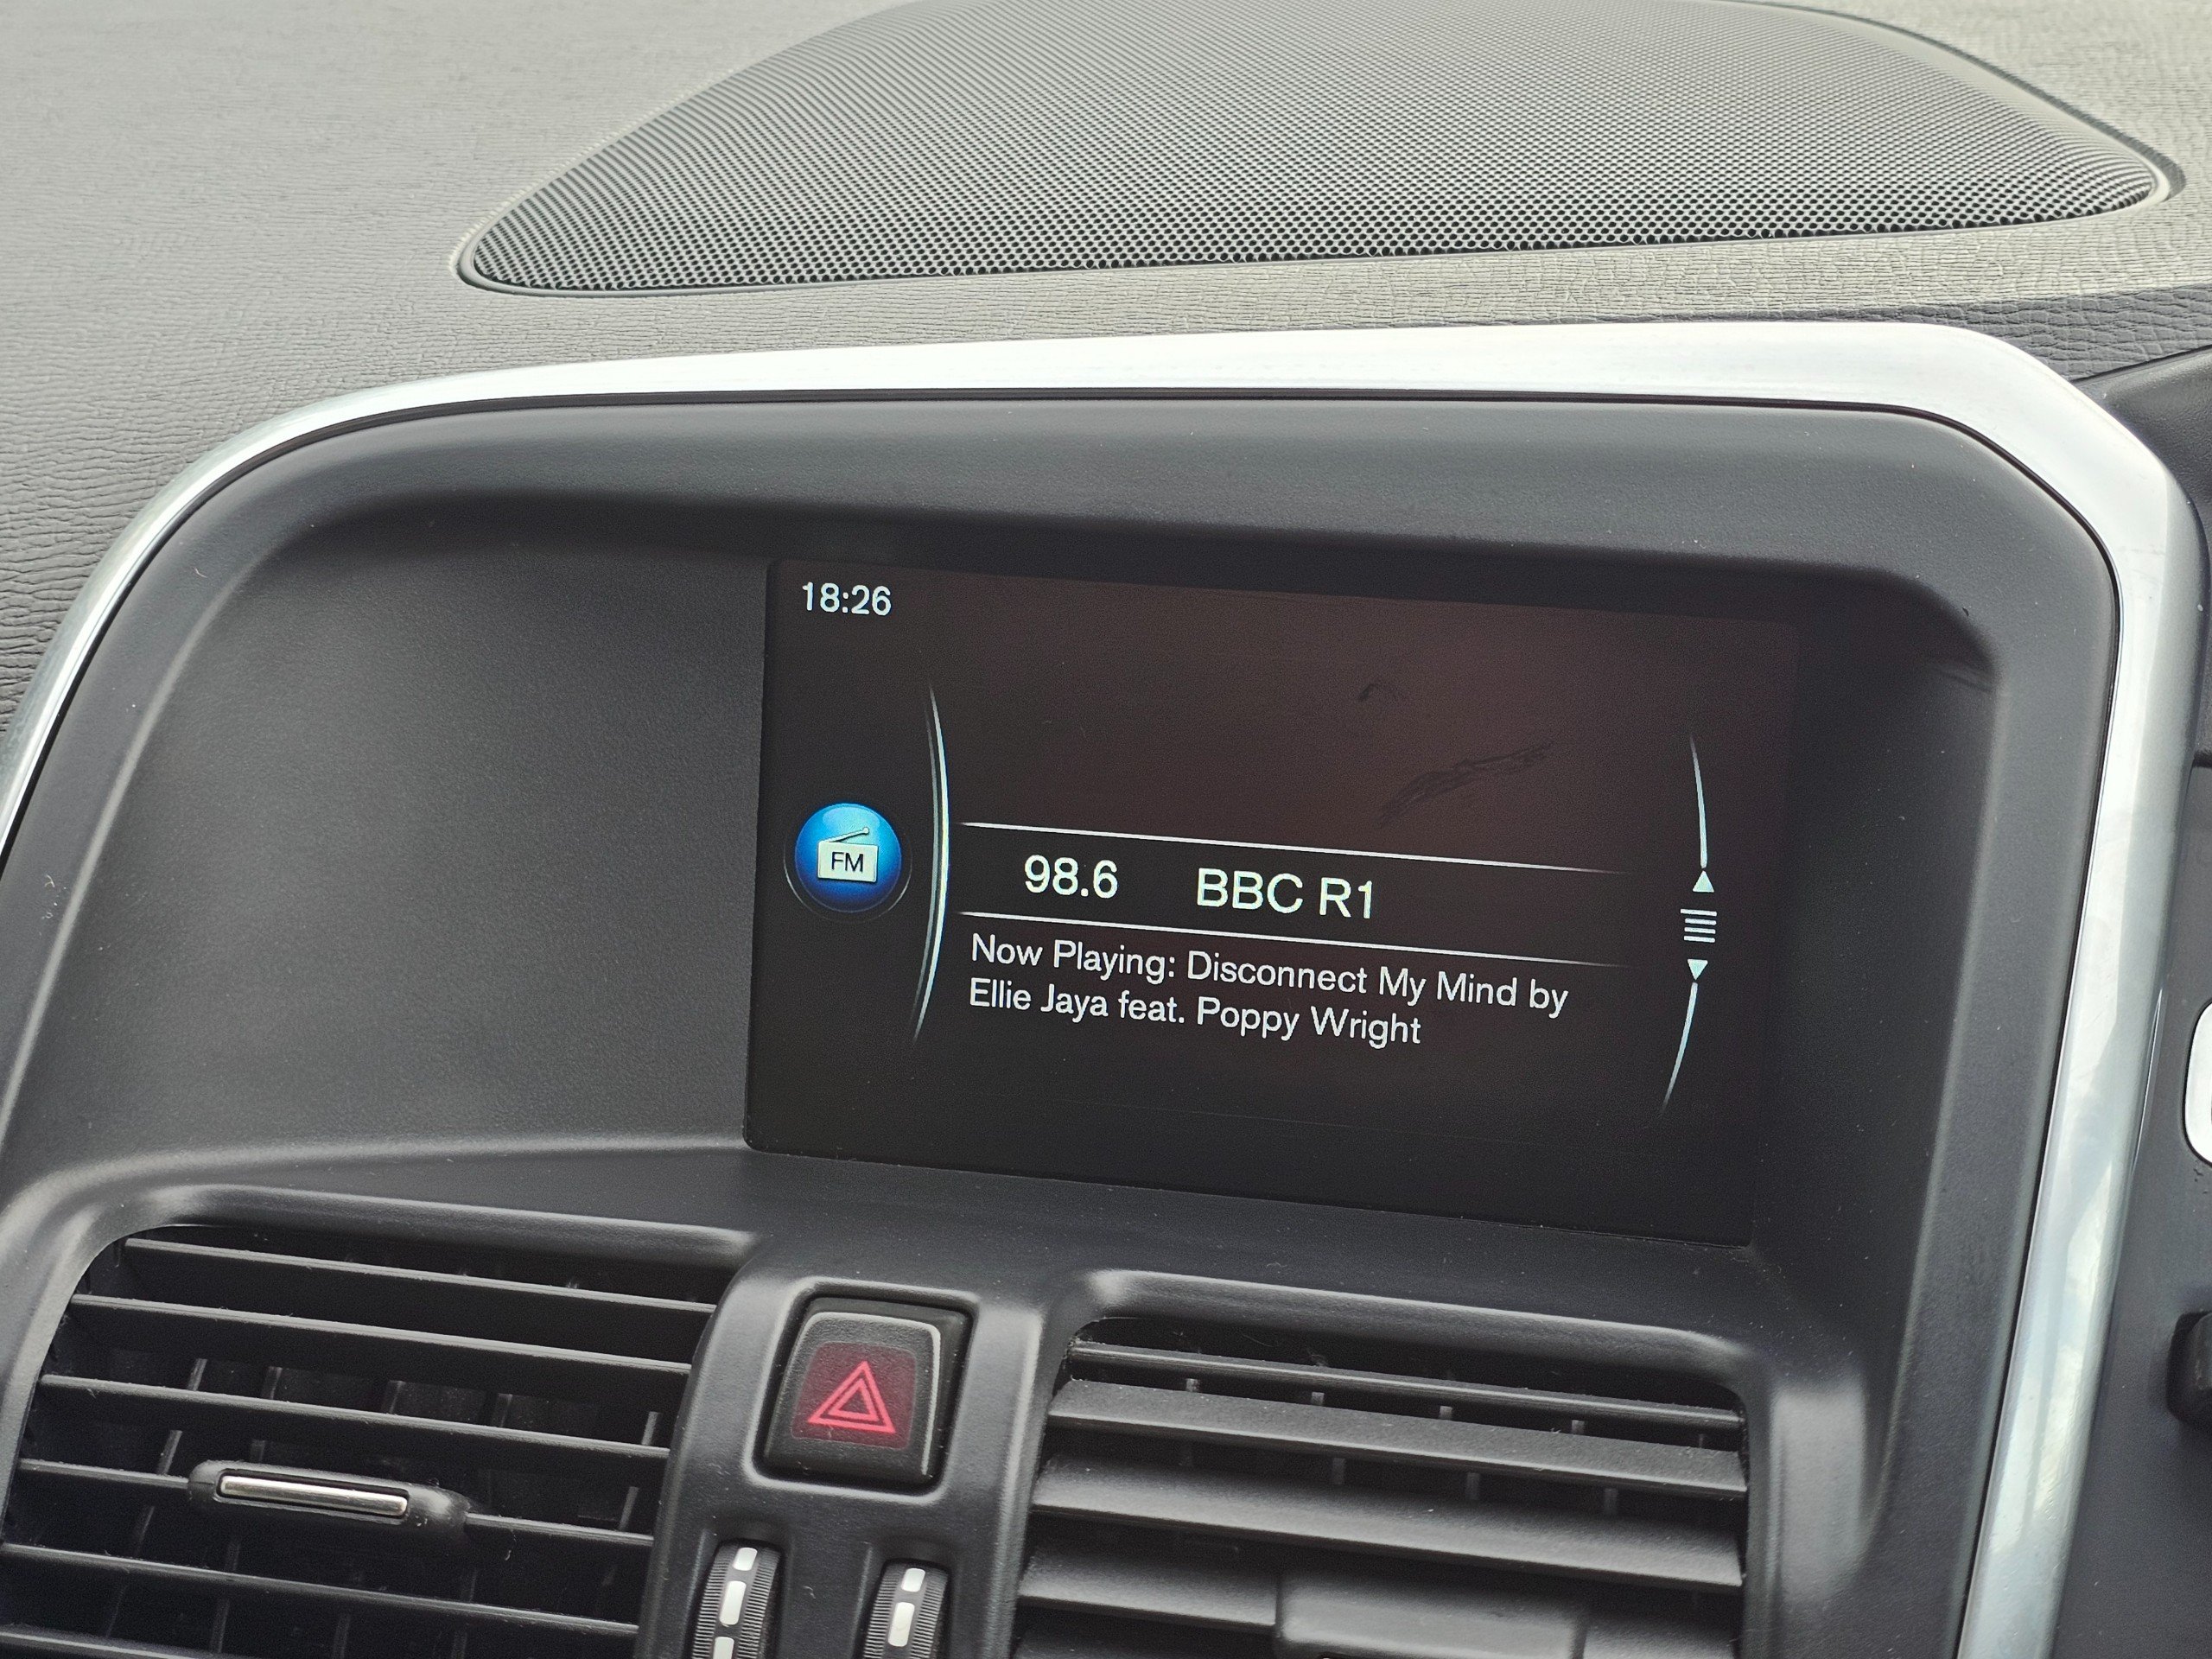 18:26
FM
98.6 BBC R1
Now Playing: Disconnect My Mind by
Ellie Jaya feat. Poppy Wright